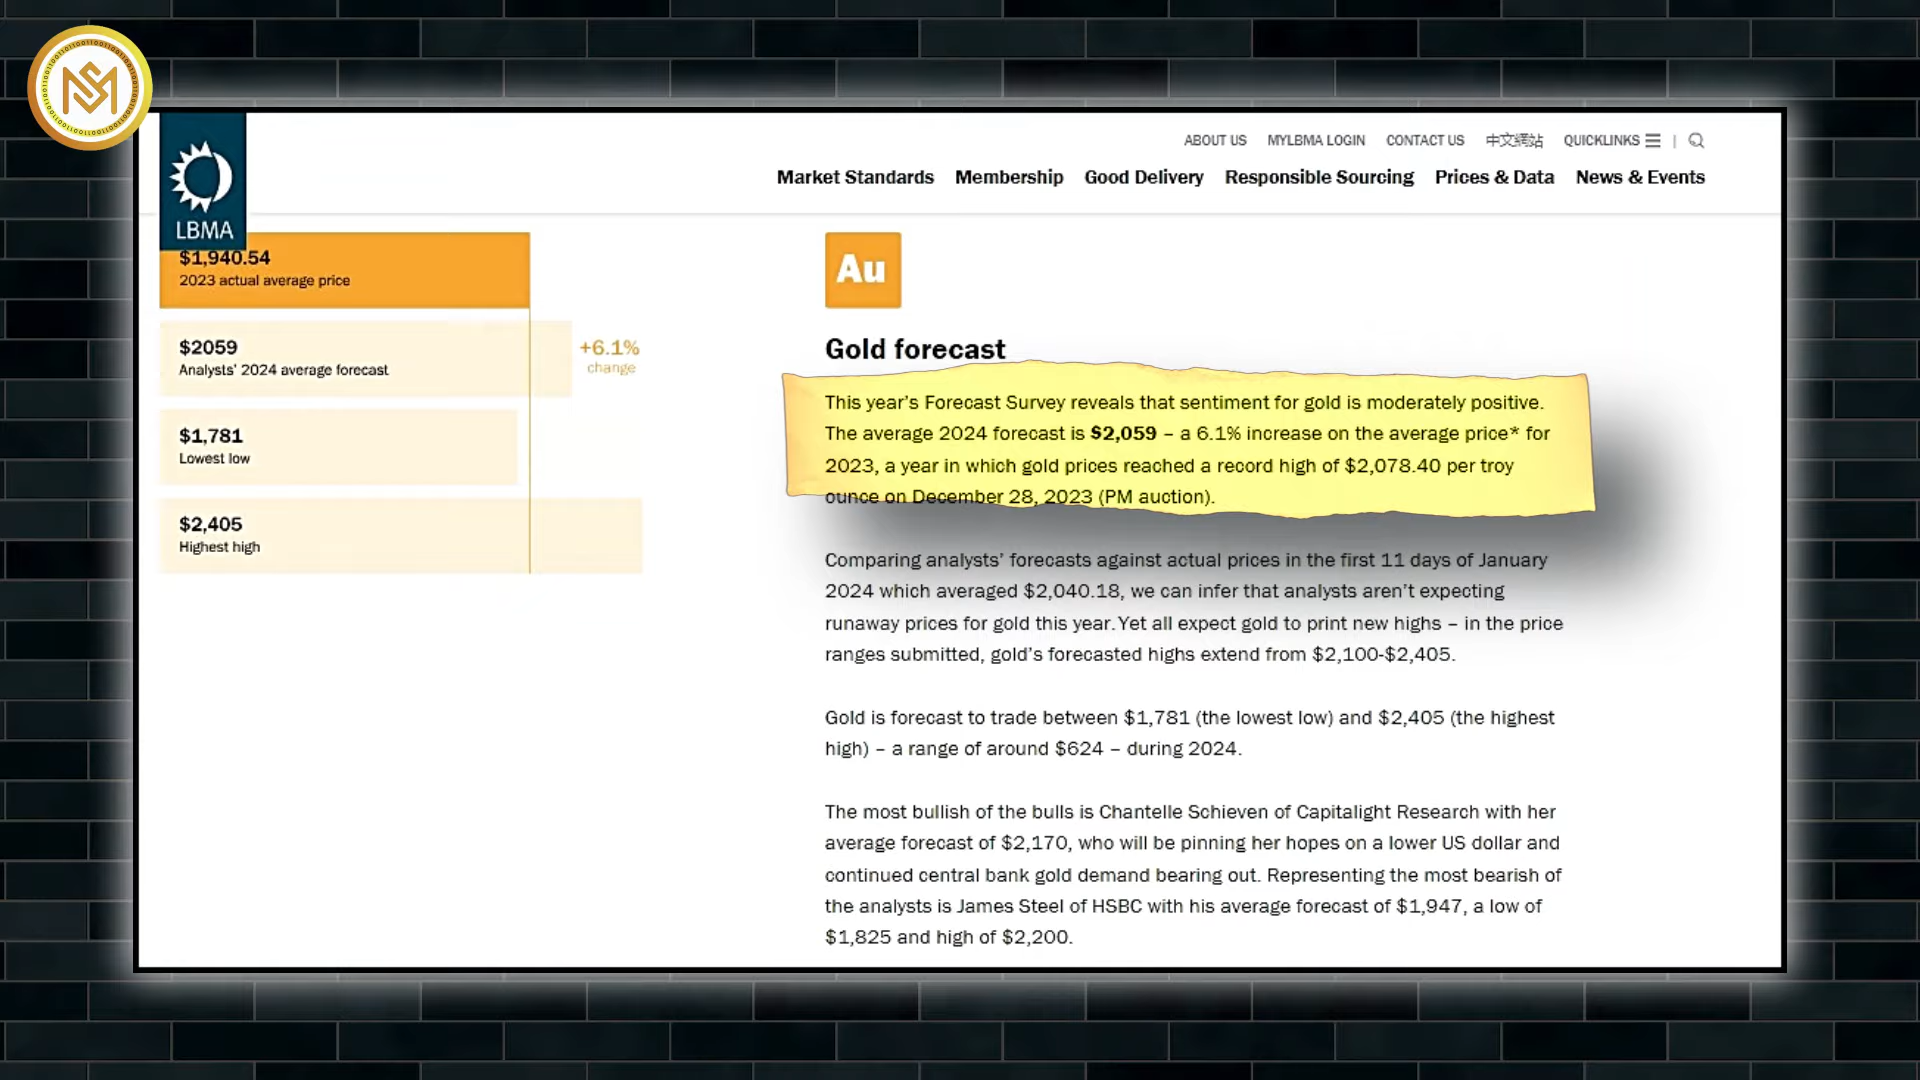 ABOUT US MYLBMA LOGIN CONTACT US 中文網站 QUICKLINKS |
Market Standards Membership Good Delivery Responsible Sourcing Prices & Data News & Events
LBMA
$1,940.54
2023 actual average price
$2059
Analysts' 2024 average forecast
+6.1%
change
$1,781
Lowest low
$2,405
Highest high
Au
Gold forecast
This year's Forecast Survey reveals that sentiment for gold is moderately positive.
The average 2024 forecast is $2,059 – a 6.1% increase on the average price* for
2023, a year in which gold prices reached a record high of $2,078.40 per troy
ounce on December 28, 2023 (PM auction).
Comparing analysts' forecasts against actual prices in the first 11 days of January
2024 which averaged $2,040.18, we can infer that analysts aren't expecting
runaway prices for gold this year. Yet all expect gold to print new highs – in the price
ranges submitted, gold's forecasted highs extend from $2,100-$2,405.
Gold is forecast to trade between $1,781 (the lowest low) and $2,405 (the highest
high) – a range of around $624 – during 2024.
The most bullish of the bulls is Chantelle Schieven of Capitalight Research with her
average forecast of $2,170, who will be pinning her hopes on a lower US dollar and
continued central bank gold demand bearing out. Representing the most bearish of
the analysts is James Steel of HSBC with his average forecast of $1,947, a low of
$1,825 and high of $2,200.